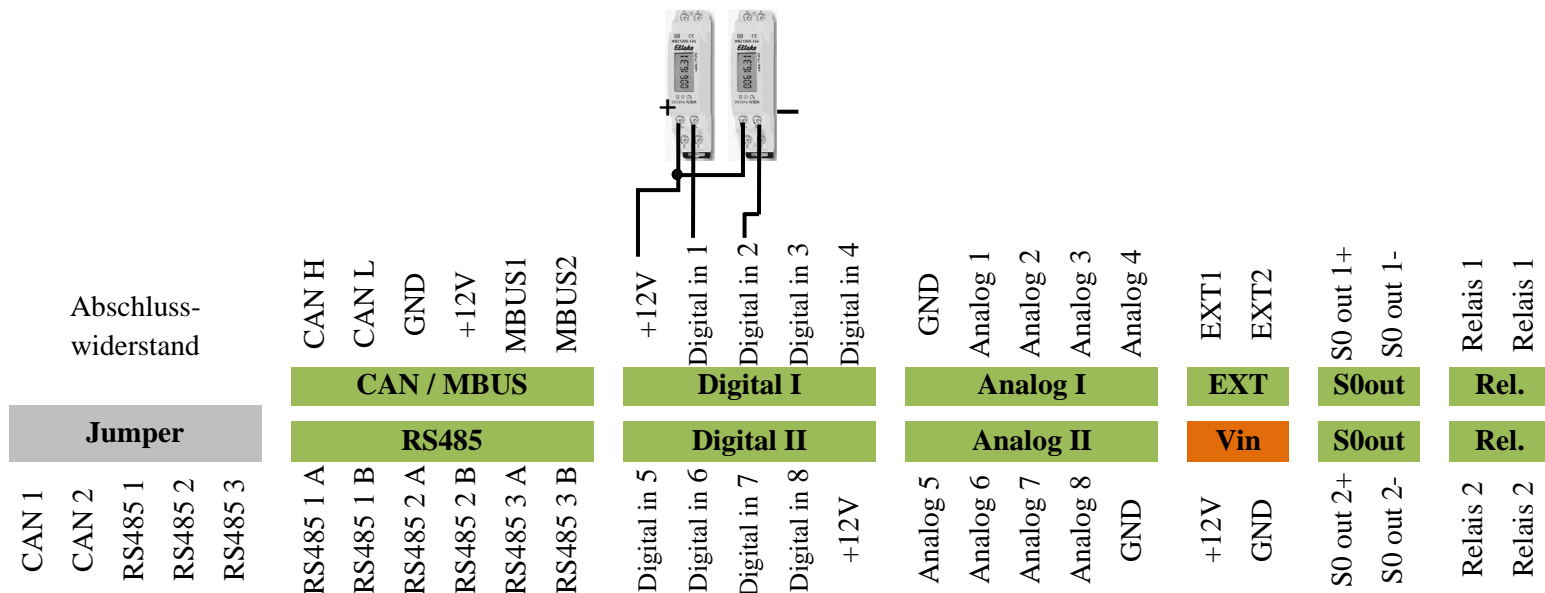 Eltako
Eltako
+
Abschluss-
widerstand
CAN H
CAN L
GND
+12V
MBUS1
MBUS2
+12V
Digital in 1
Digital in 2
Digital in 3
Digital in 4
GND
Analog 1
Analog 2
Analog 3
Analog 4
EXT1
EXT2
S0 out 1+
S0 out 1-
Relais 1
Relais 1
CAN / MBUS
Digital I
Analog I
EXT
S0out
Rel.
Jumper
RS485
Digital II
Analog II
Vin
S0out
Rel.
CAN 1
CAN 2
RS485 1
RS485 2
RS485 3
RS485 1 A
RS485 1 B
RS485 2 A
RS485 2 B
RS485 3 A
RS485 3 B
Digital in 5
Digital in 6
Digital in 7
Digital in 8
+12V
Analog 5
Analog 6
Analog 7
Analog 8
GND
+12V
GND
S0 out 2+
S0 out 2-
Relais 2
Relais 2